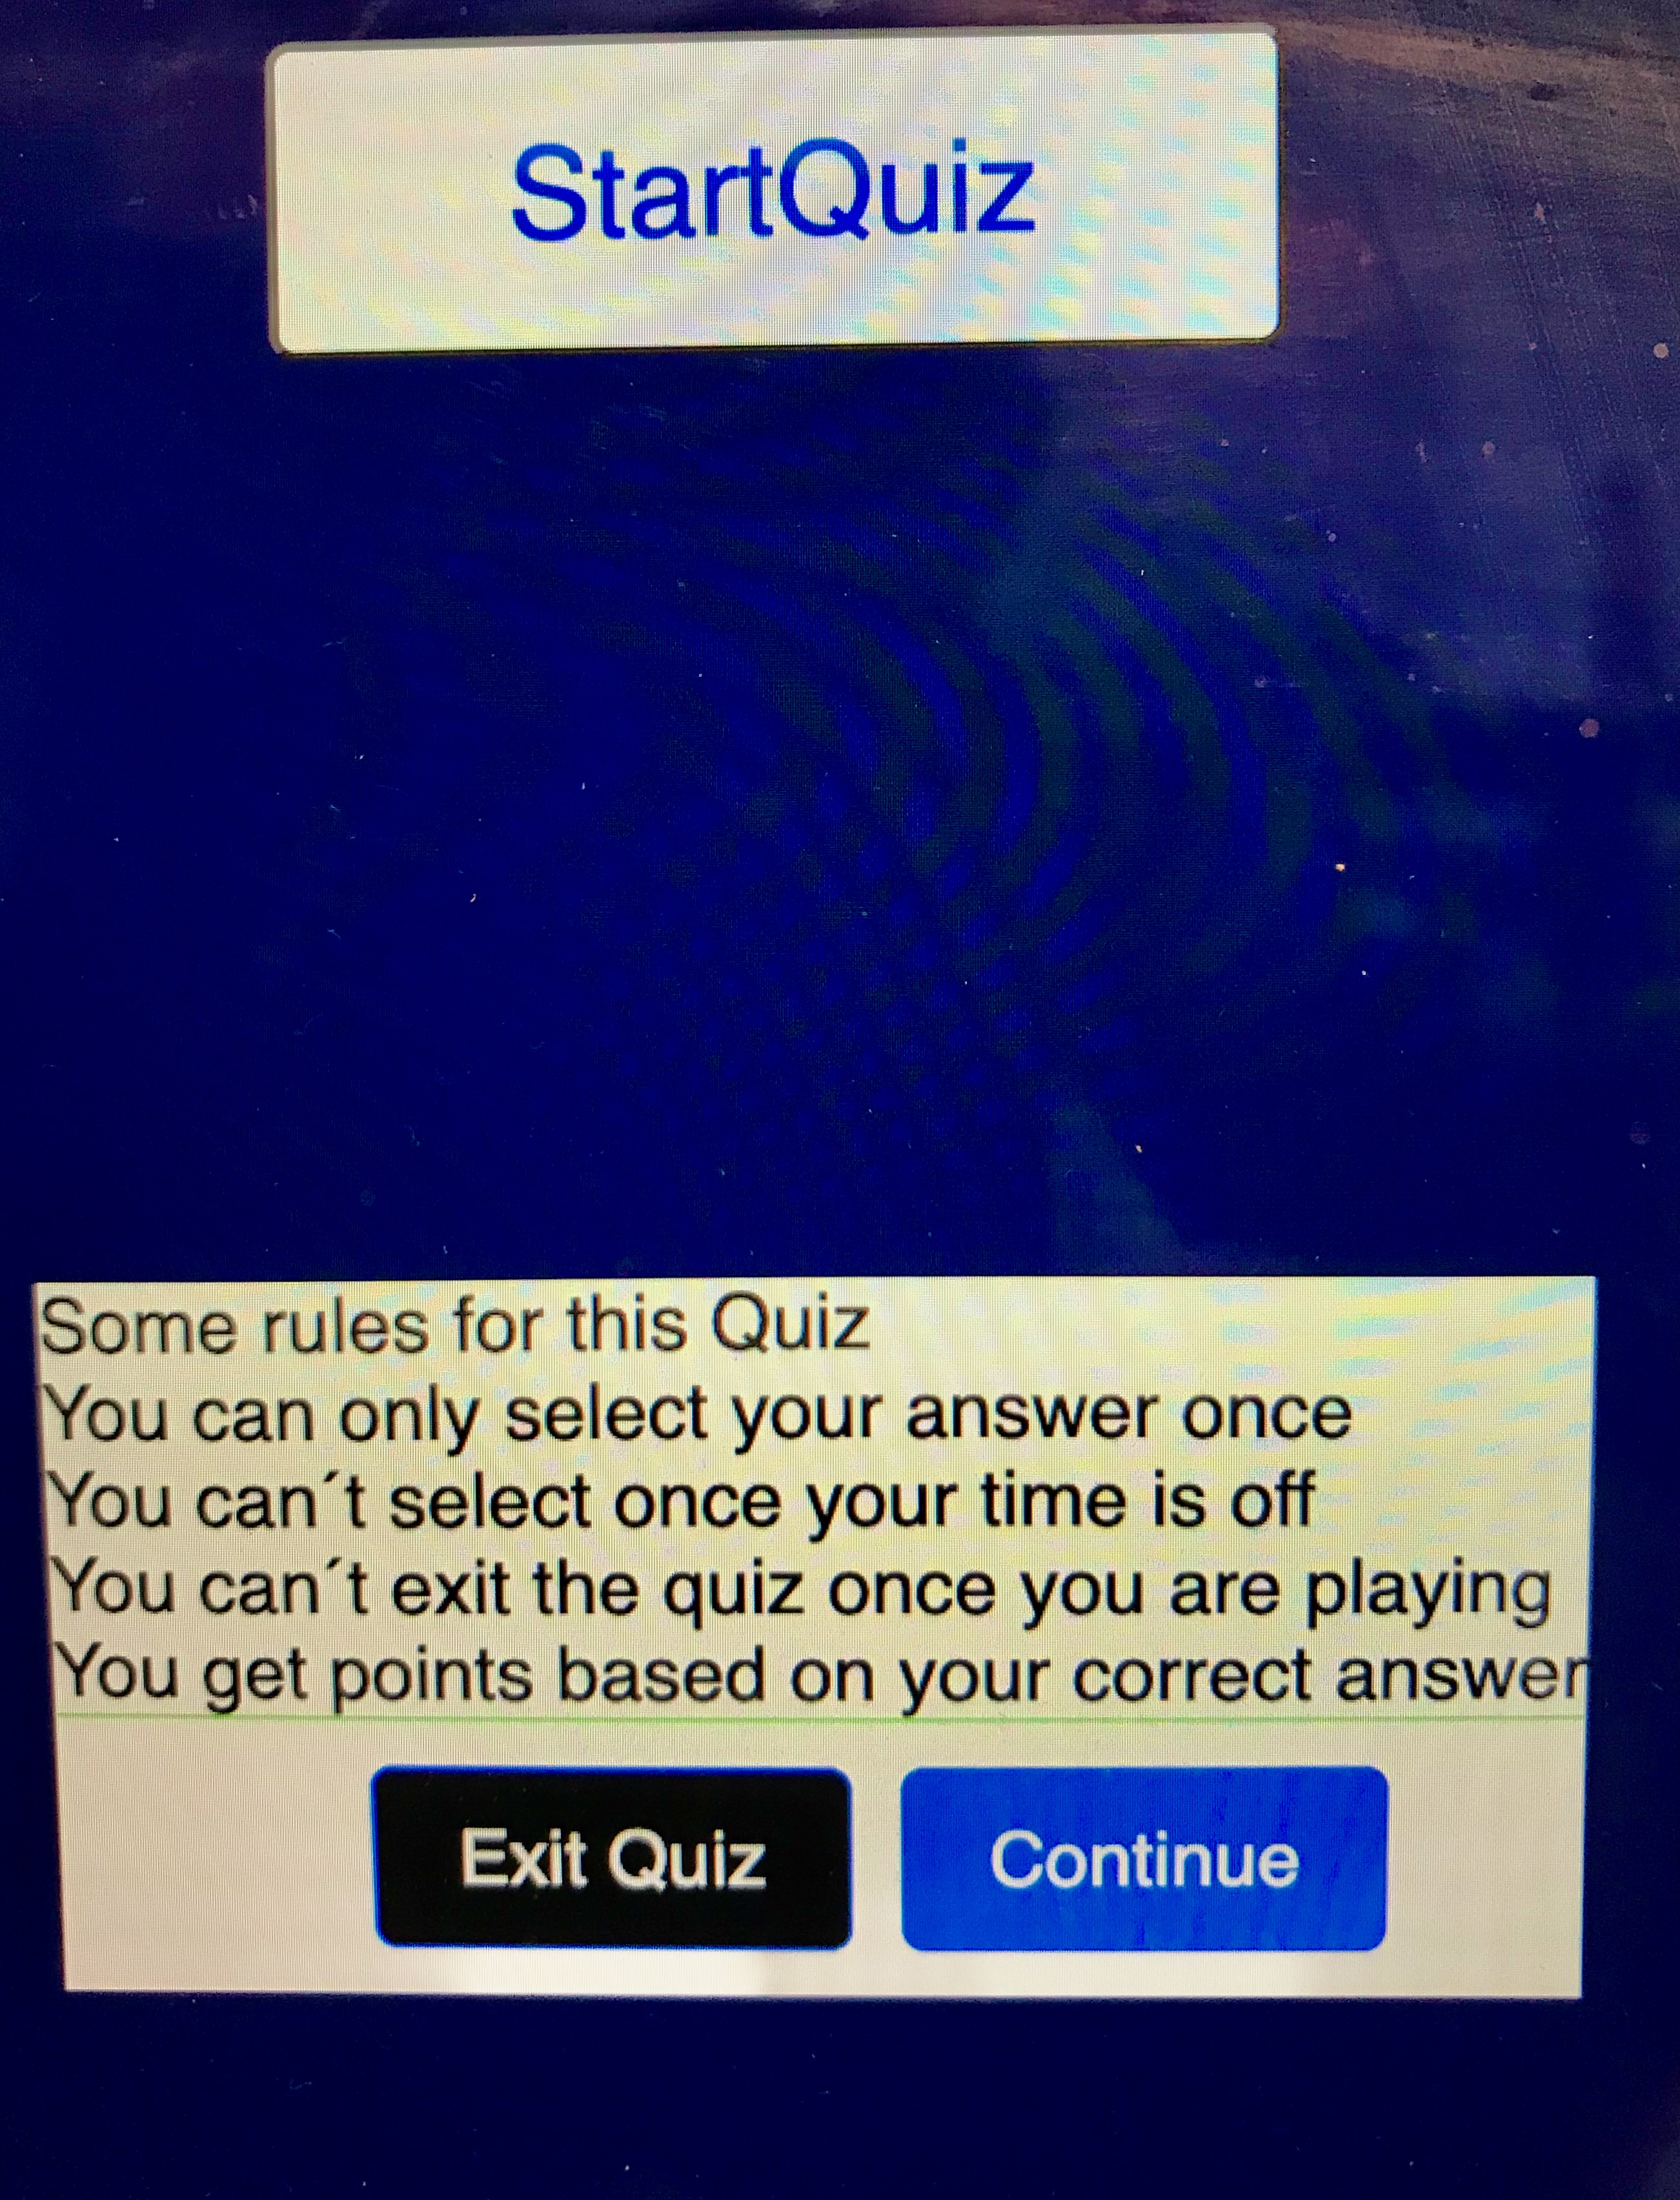 StartQuiz
Some rules for this Quiz
You can only select your answer once
You can´t select once your time is off
You can´t exit the quiz once you are playing
You get points based on your correct answer
Exit Quiz
Continue